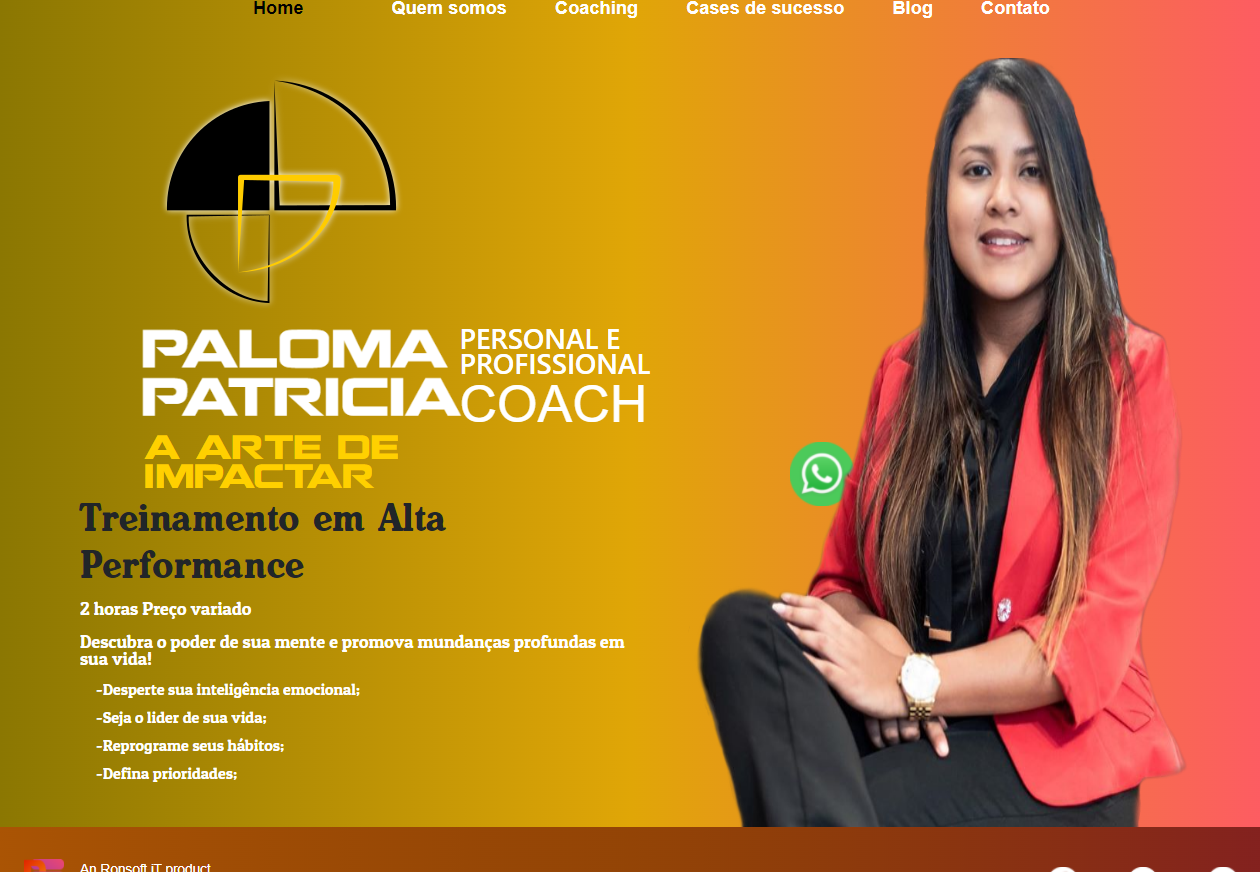 Home Quem somos Coaching Cases de sucesso Blog Contato
PALOMA
PATRICIA
PERSONAL E
PROFISSIONAL
COACH
A ARTE DE
IMPACTAR
Treinamento em Alta
Performance
2 horas Preço variado
Descubra o poder de sua mente e promova mundanças profundas em
sua vida!
-Desperte sua inteligência emocional;
-Seja o lider de sua vida;
-Reprograme seus hábitos;
-Defina prioridades;
An Ronsoft iT product